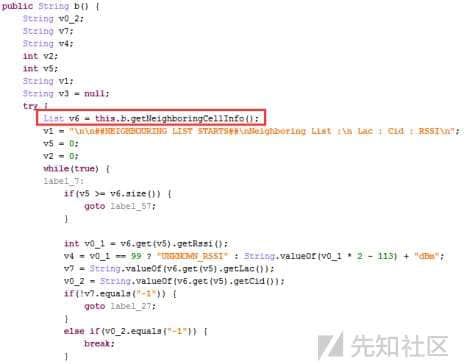 public String b() {
String v0_2;
String v7;
String v4;
int v2;
int v5;
String v1;
String v3 = null;
try {
List v6 = this.b.getNeighboringCellInfo();
v1 = "\n\n##NEIGHBOURING LIST STARTS##\nNeighboring List :\n Lac : Cid : RSSI\n";
v5 = 0;
v2 = 0;
while(true) {
label_7:
if(v5 >= v6.size()) {
goto label_57;
}
int v0_1 = v6.get(v5).getRssi();
v4 = v0_1 == 99 ? "UNKNOWN_RSSI" : String.valueOf(v0_1 * 2 - 113) + "dBm";
v7 = String.valueOf(v6.get(v5).getLac());
v0_2 = String.valueOf(v6.get(v5).getCid());
if(!v7.equals("-1")) {
goto label_27;
}
else if(v0_2.equals("-1")) {
break;
}
先知社区